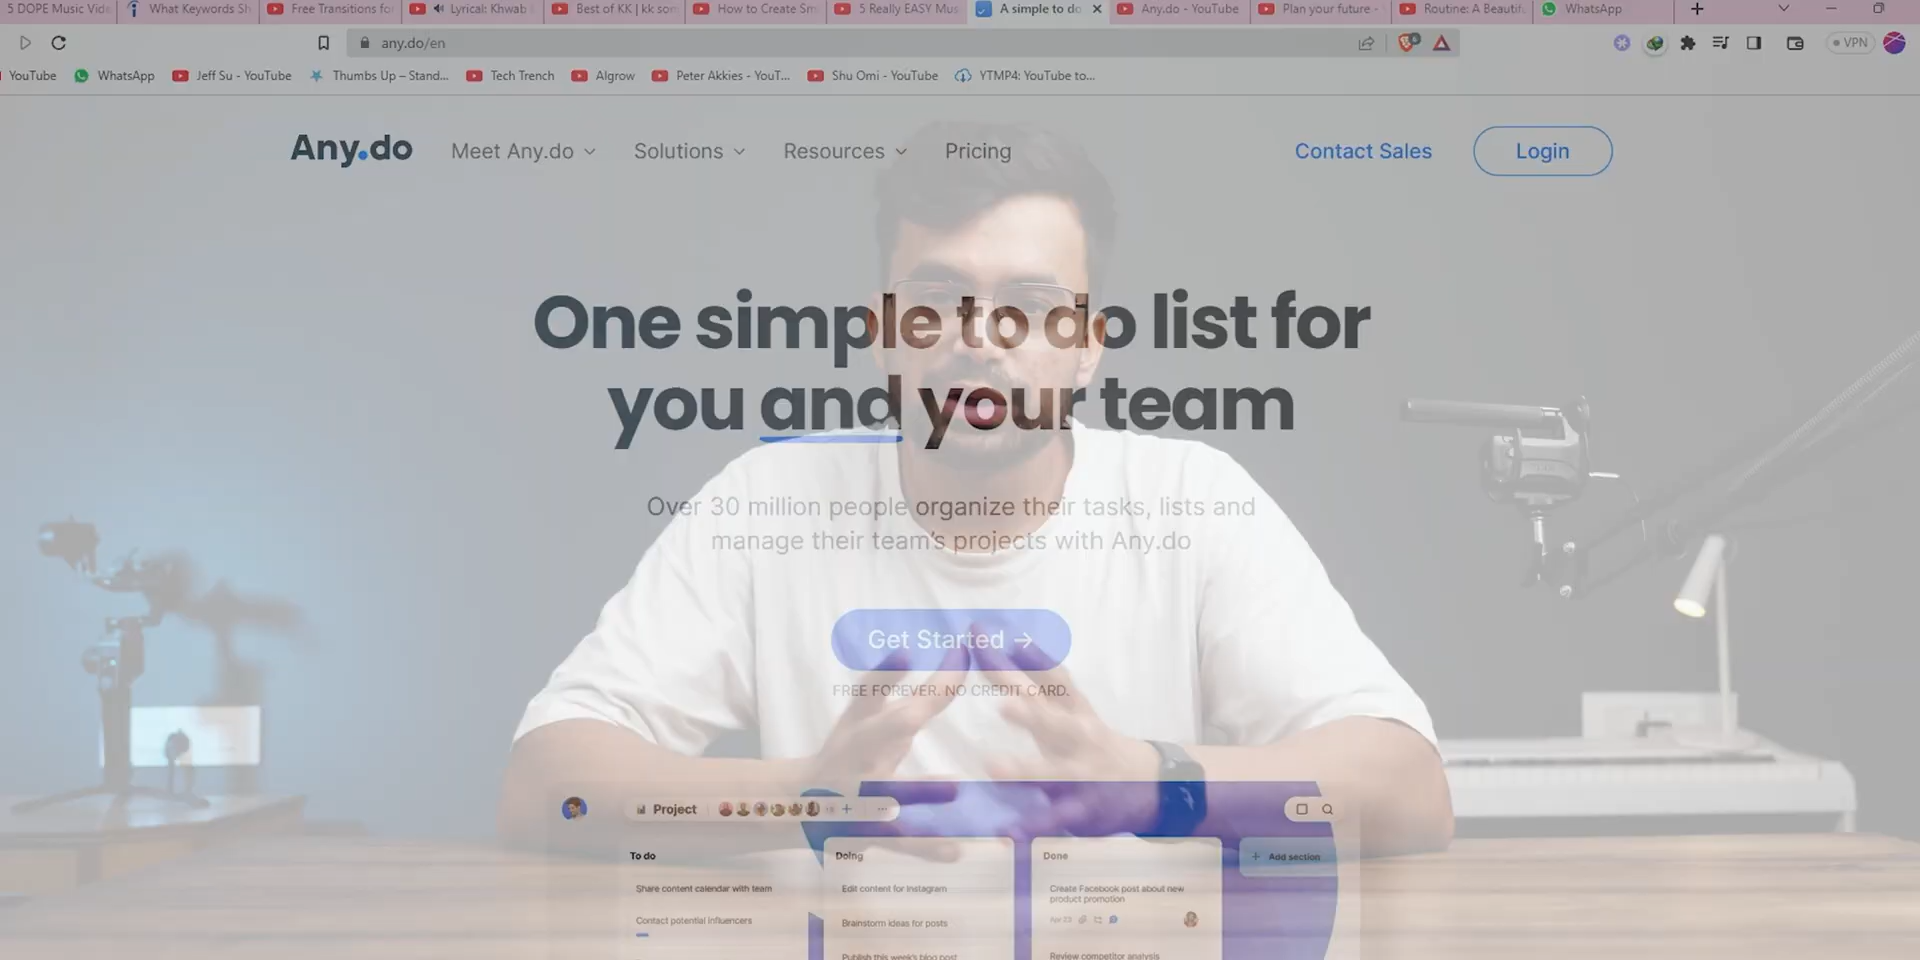 5 DOPE Music Vide
What Keywords Sh
Free Transitions fo
Lyrical: Khwab
Best of KK | kk son
How to Create Sm
5 Really EASY Mus
A simple to do
Any.do - YouTube
Plan your future -
Routine: A Beautifu
WhatsApp
any.do/en
VPN
YouTube
WhatsApp
Jeff Su - YouTube
Thumbs Up – Stand...
Tech Trench
Algrow
Peter Akkies - YouT...
Shu Omi - YouTube
YTMP4: YouTube to...
Any.do
Meet Any.do
Solutions
Resources
Pricing
Contact Sales
Login
One simple to do list for
you and your team
Over 30 million people organize their tasks, lists and
manage their team's projects with Any.do
Get Started →
FREE FOREVER. NO CREDIT CARD.
Project
To do
Doing
Done
+ Add section
Share content calendar with team
Edit content for Instagram
Create Facebook post about new
product promotion
Contact potential influencers
Brainstorm ideas for posts
Apr 23
Publish this week's blog post
Review competitor analysis